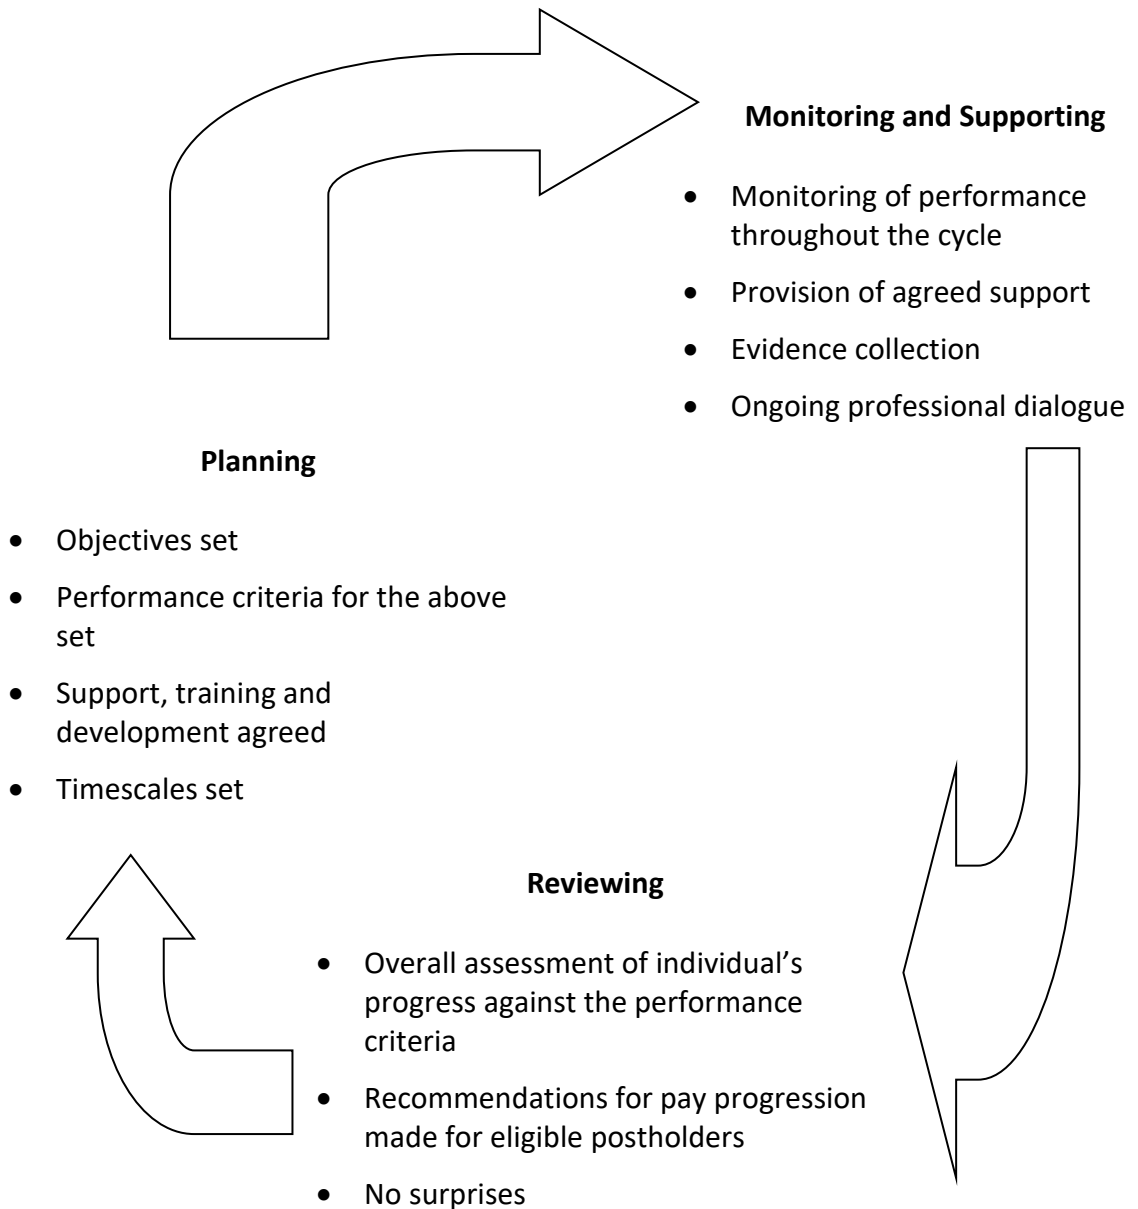 Monitoring and Supporting
• Monitoring of performance
throughout the cycle
• Provision of agreed support
• Evidence collection
• Ongoing professional dialogue
Planning
• Objectives set
• Performance criteria for the above
set
• Support, training and
development agreed
• Timescales set
Reviewing
• Overall assessment of individual’s
progress against the performance
criteria
• Recommendations for pay progression
made for eligible postholders
• No surprises